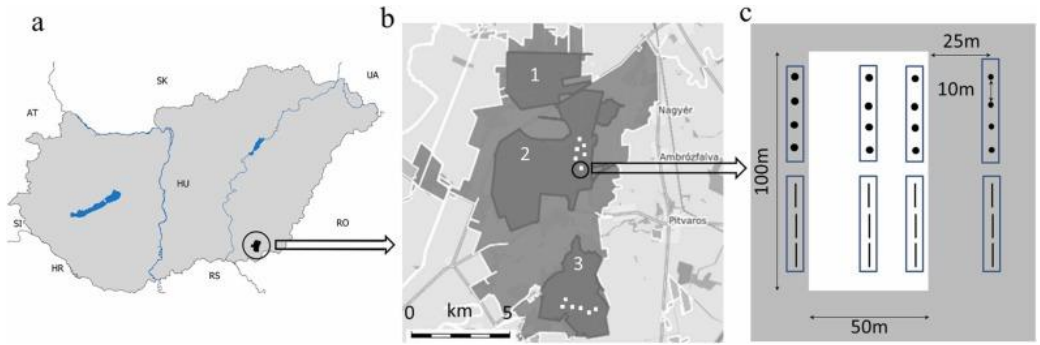 a
SK
UA
AT
HU
SI
RO
HR
RS
b
1
Nagyér
2
Ambrózfalva
Pitvaros
3
0 km 5
c
25m
10m
100m
50m